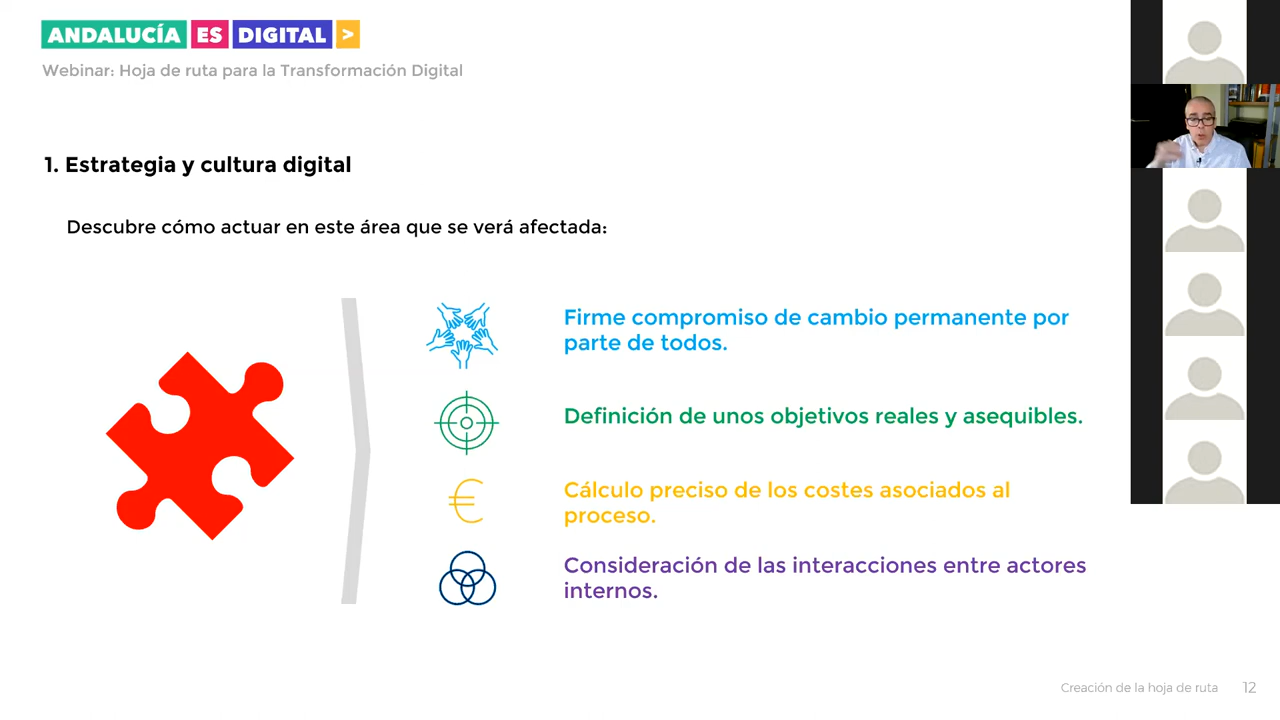 ANDALUCÍA ES DIGITAL >
Webinar: Hoja de ruta para la Transformación Digital
1. Estrategia y cultura digital
Descubre cómo actuar en este área que se verá afectada:
Firme compromiso de cambio permanente por
parte de todos.
Definición de unos objetivos reales y asequibles.
€
Cálculo preciso de los costes asociados al
proceso.
Consideración de las interacciones entre actores
internos.
Creación de la hoja de ruta 12